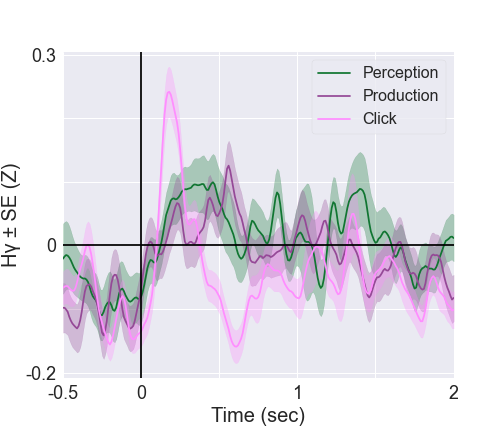 0.3
Perception
Production
Click
Hγ ± SE (Z)
0
-0.2
-0.5
0
1
2
Time (sec)